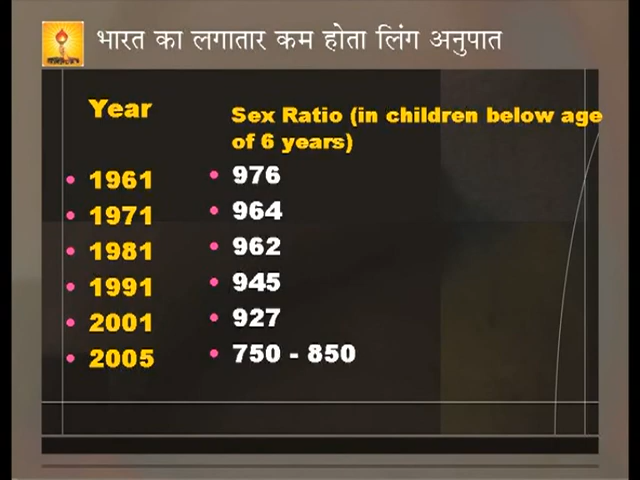 भारत का लगातार कम होता लिंग अनुपात
Year
Sex Ratio (in children below age
of 6 years)
1961 976
1971 964
1981 962
1991 945
2001 927
2005 750 - 850